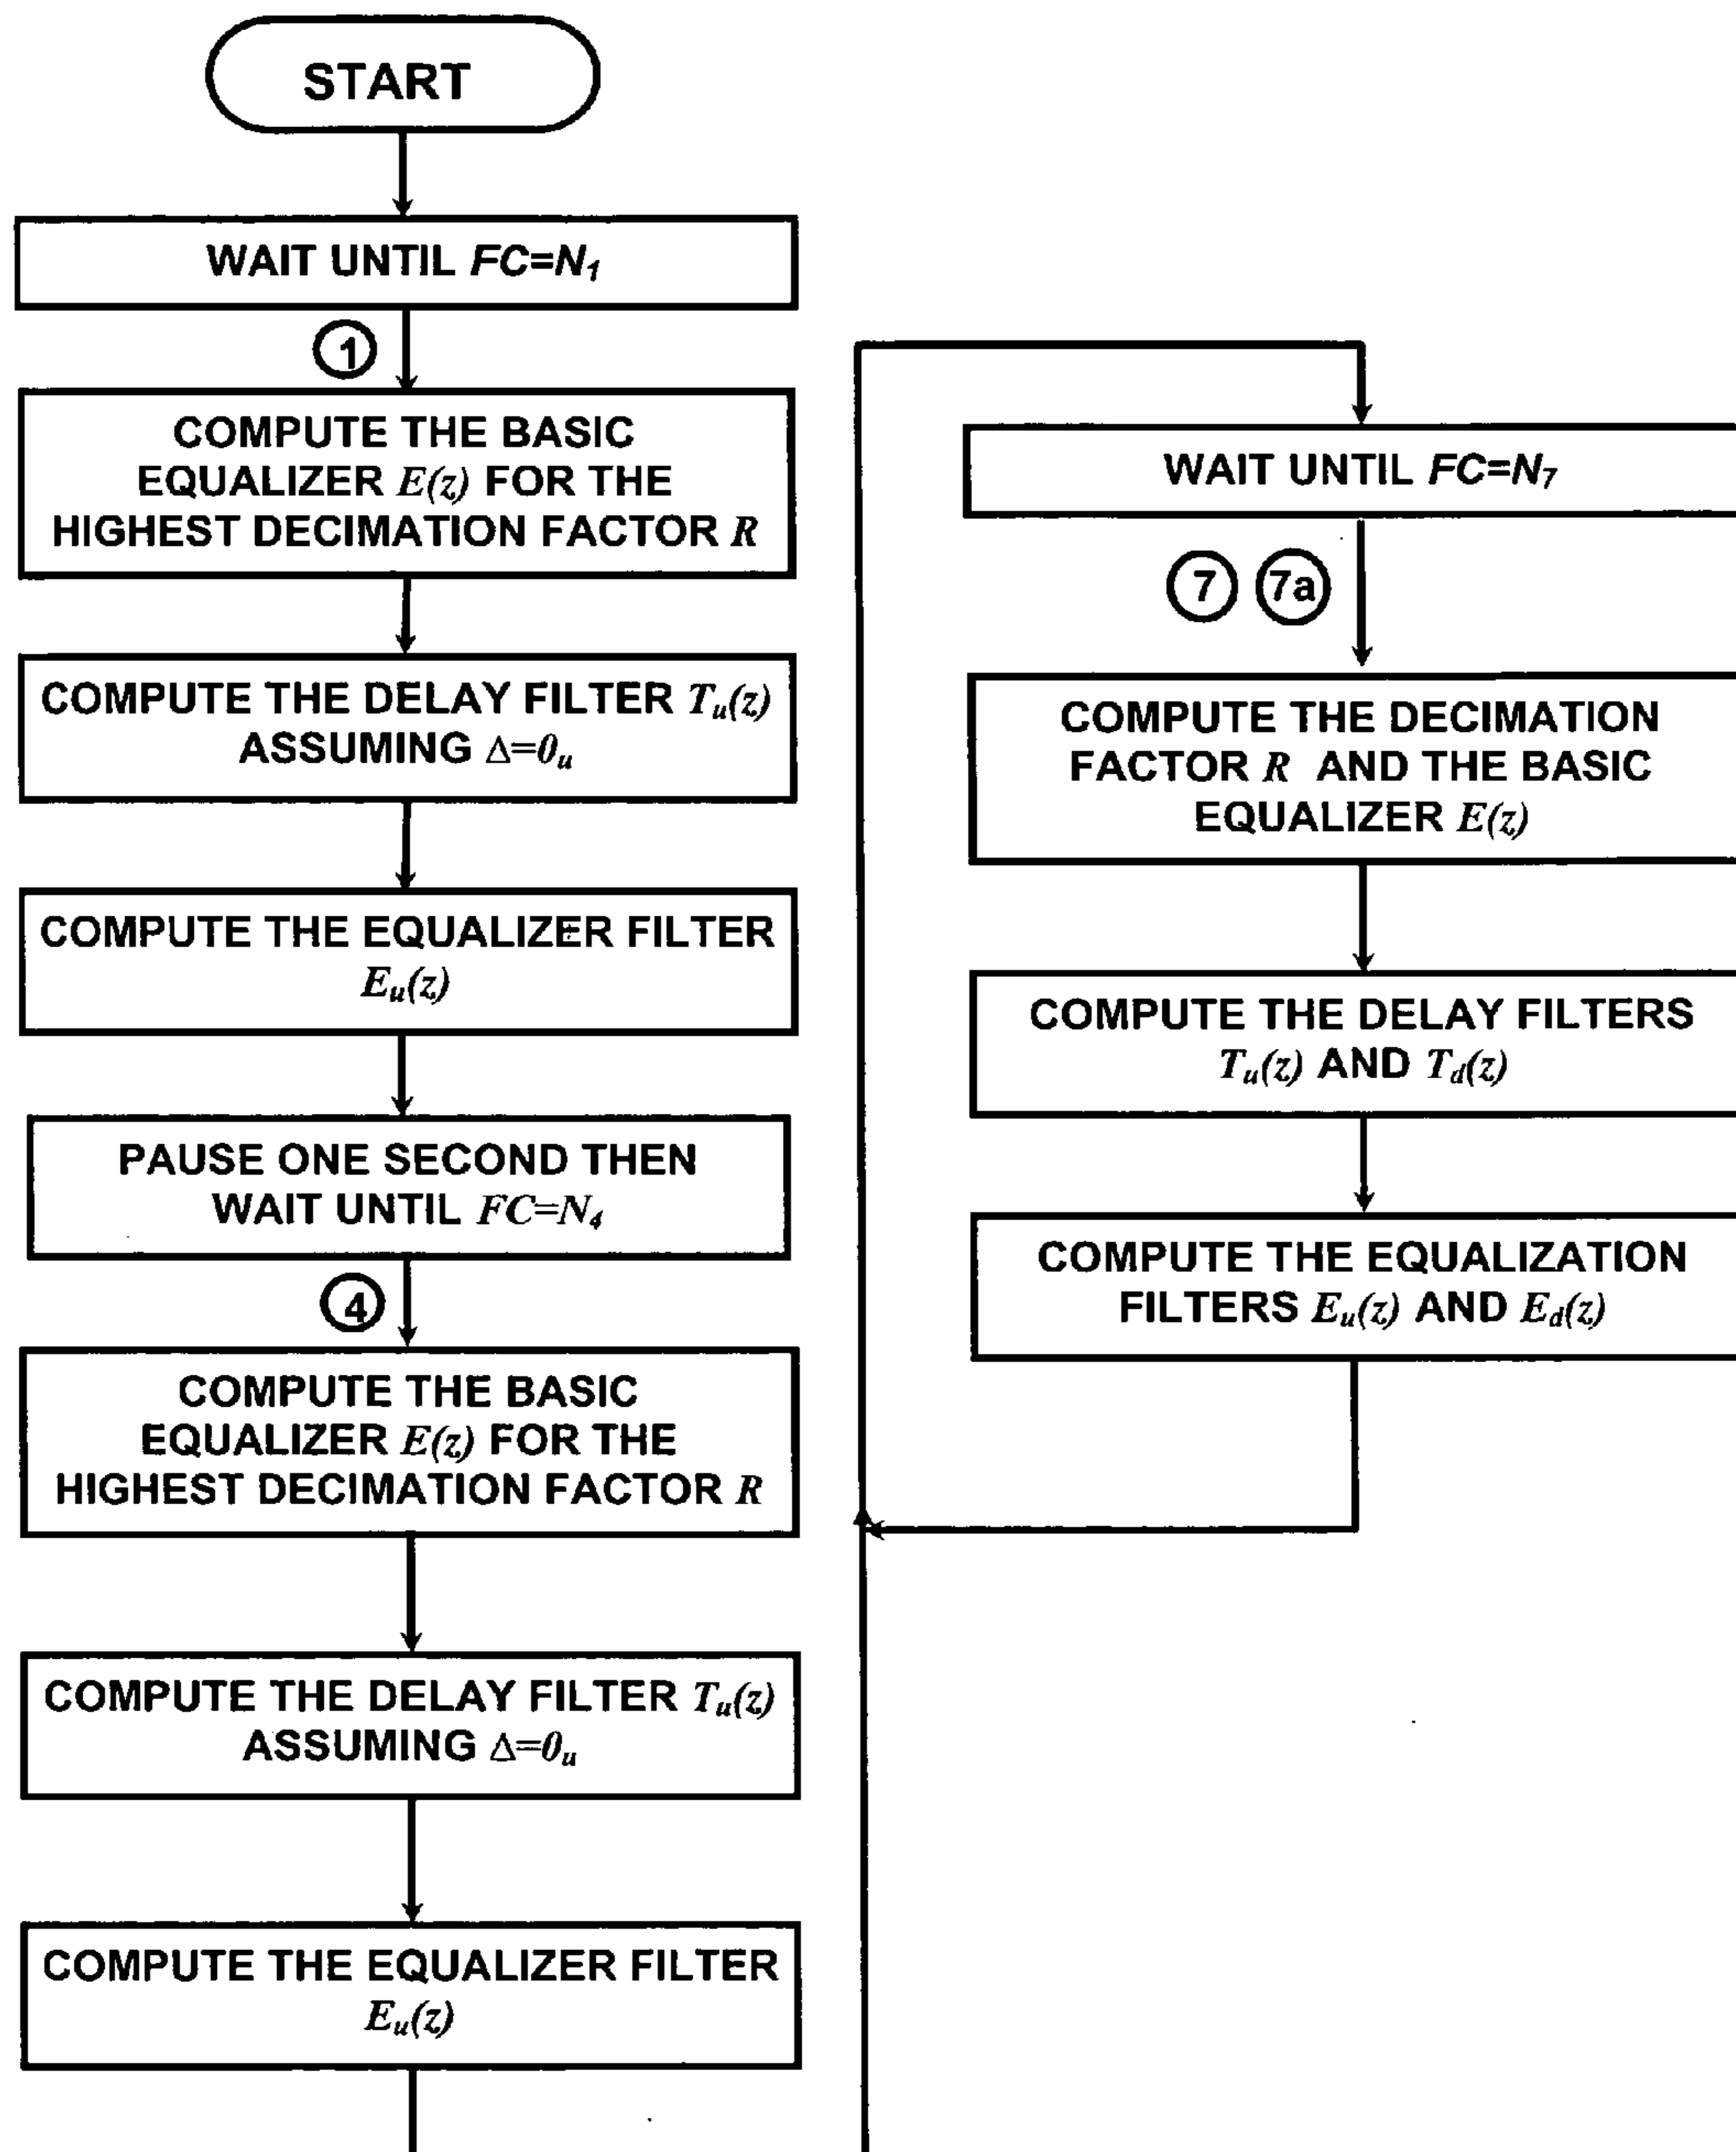 START
WAIT UNTIL FC=N₁
1
COMPUTE THE BASIC
EQUALIZER E(z) FOR THE
HIGHEST DECIMATION FACTOR R
COMPUTE THE DELAY FILTER Tᵤ(z)
ASSUMING Δ=0ᵤ
COMPUTE THE EQUALIZER FILTER
Eᵤ(z)
PAUSE ONE SECOND THEN
WAIT UNTIL FC=N₄
4
COMPUTE THE BASIC
EQUALIZER E(z) FOR THE
HIGHEST DECIMATION FACTOR R
COMPUTE THE DELAY FILTER Tᵤ(z)
ASSUMING Δ=0ᵤ
COMPUTE THE EQUALIZER FILTER
Eᵤ(z)
WAIT UNTIL FC=N₇
7 7a
COMPUTE THE DECIMATION
FACTOR R AND THE BASIC
EQUALIZER E(z)
COMPUTE THE DELAY FILTERS
Tᵤ(z) AND T_d(z)
COMPUTE THE EQUALIZATION
FILTERS Eᵤ(z) AND E_d(z)